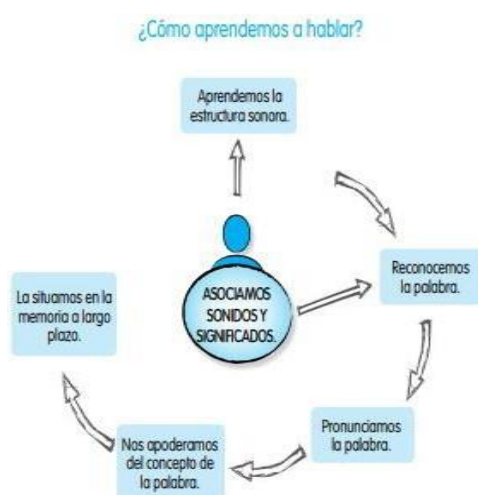 ¿Cómo aprendemos a hablar?
Aprendemos la
estructura sonora.
Reconocemos
la palabra.
ASOCIAMOS
SONIDOS Y
SIGNIFICADOS.
La situamos en la
memoria a largo
plazo.
Pronunciamos
la palabra.
Nos apoderamos
del concepto de
la palabra.